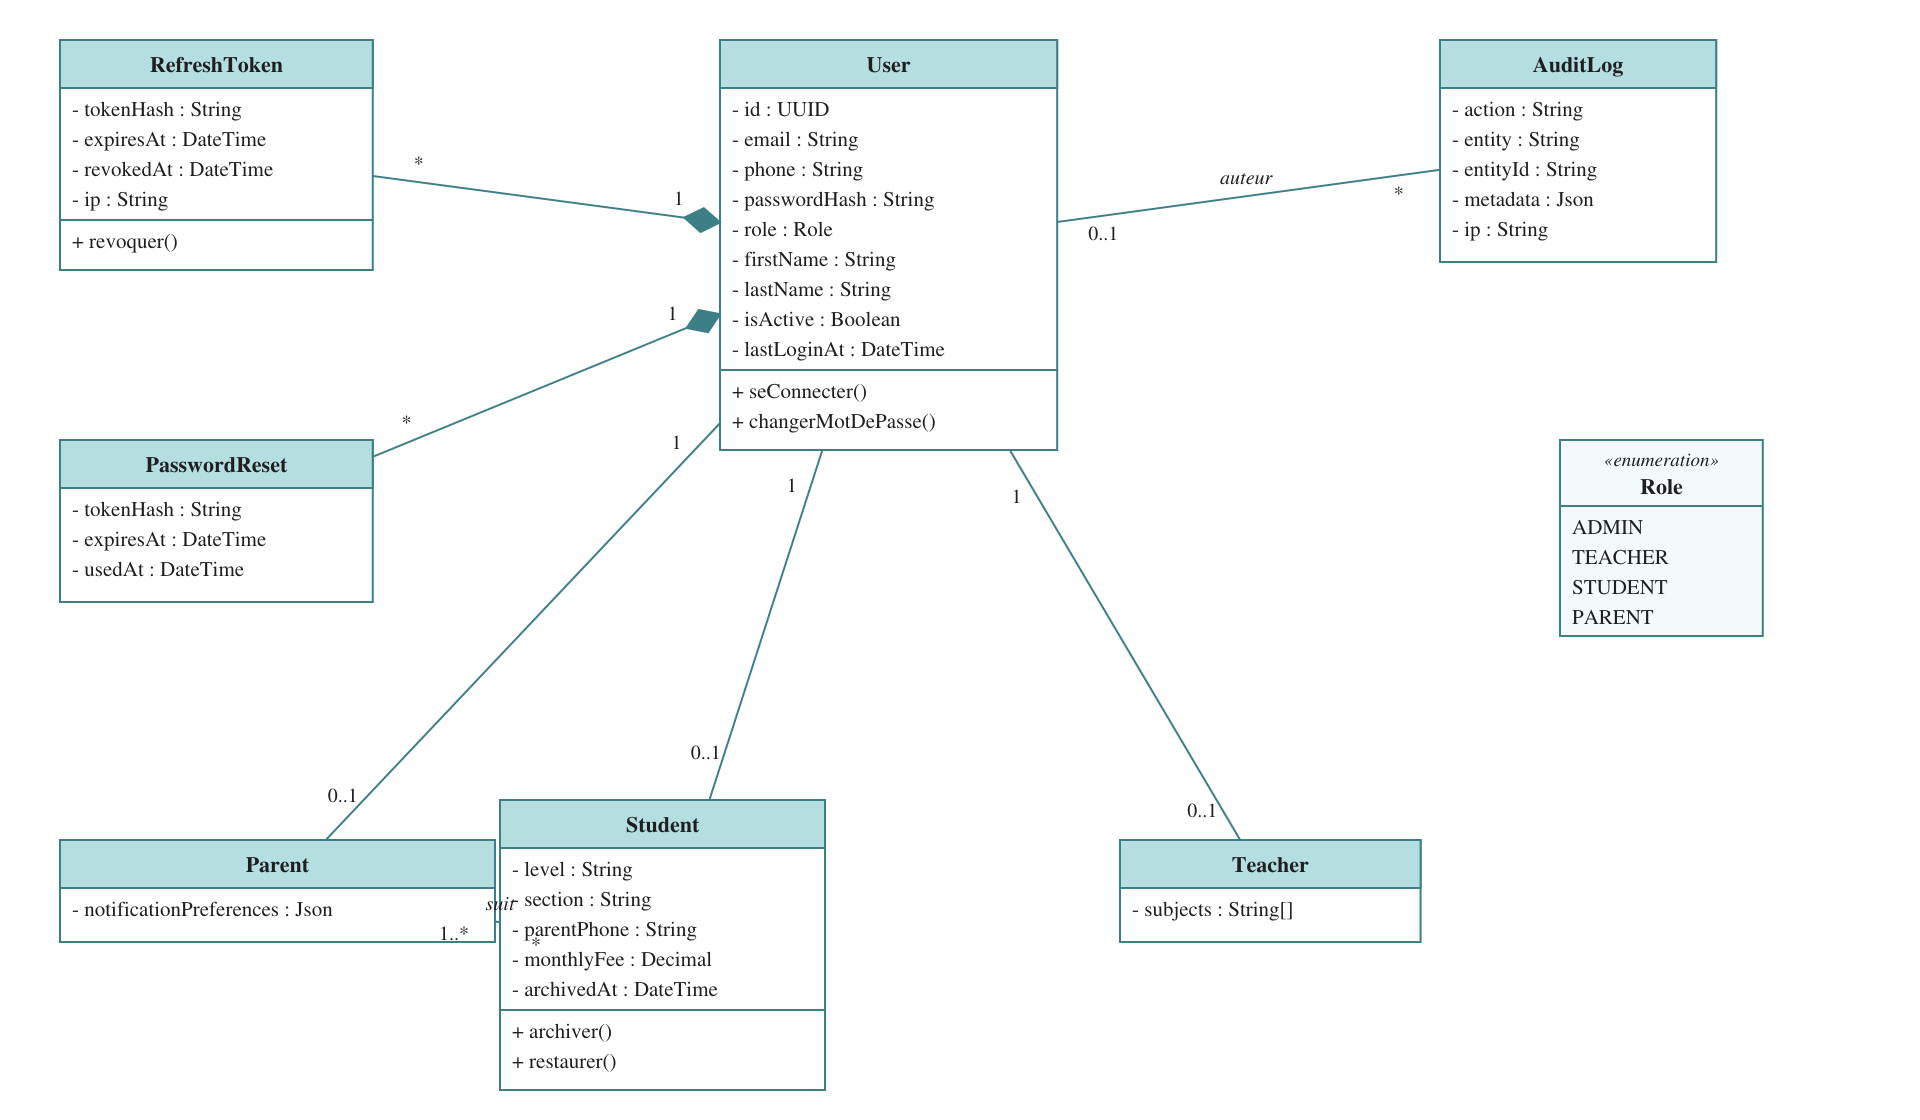 RefreshToken
- tokenHash : String
- expiresAt : DateTime
- revokedAt : DateTime
- ip : String
+ revoquer()
*
1
User
- id : UUID
- email : String
- phone : String
- passwordHash : String
- role : Role
- firstName : String
- lastName : String
- isActive : Boolean
- lastLoginAt : DateTime
+ seConnecter()
+ changerMotDePasse()
auteur
0..1
*
AuditLog
- action : String
- entity : String
- entityId : String
- metadata : Json
- ip : String
1
*
PasswordReset
- tokenHash : String
- expiresAt : DateTime
- usedAt : DateTime
1
1
1
«enumeration»
Role
ADMIN
TEACHER
STUDENT
PARENT
0..1
0..1
0..1
Parent
- notificationPreferences : Json
suit
1..*
*
Student
- level : String
- section : String
- parentPhone : String
- monthlyFee : Decimal
- archivedAt : DateTime
+ archiver()
+ restaurer()
Teacher
- subjects : String[]